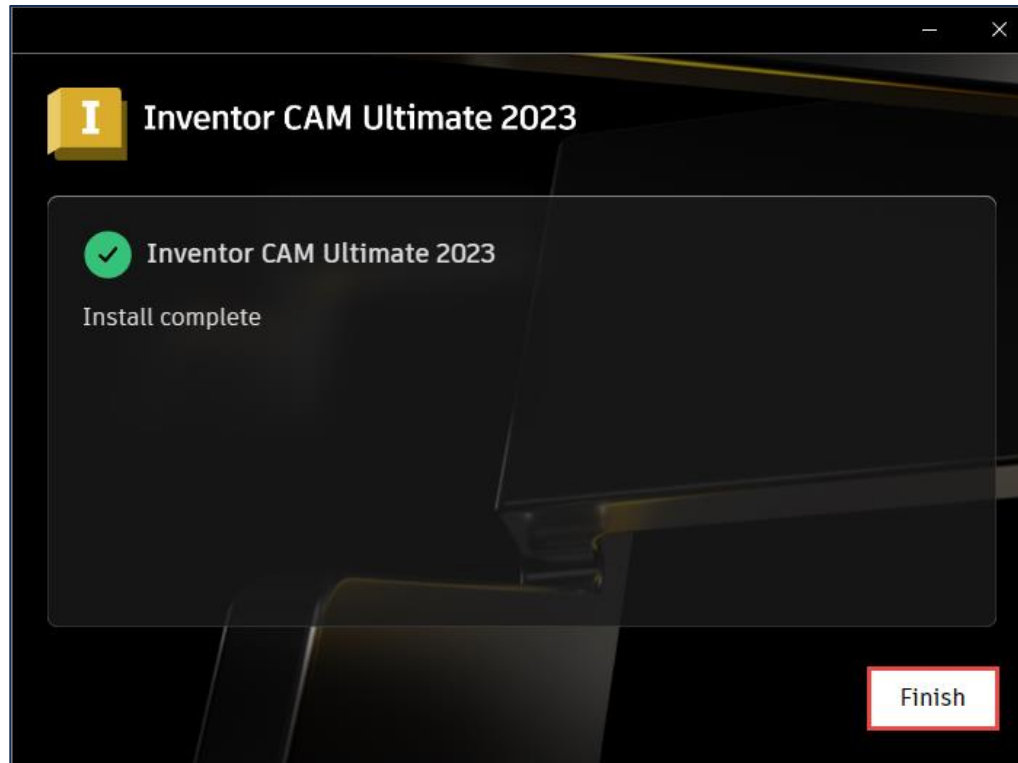 I
Inventor CAM Ultimate 2023
Inventor CAM Ultimate 2023
Install complete
Finish